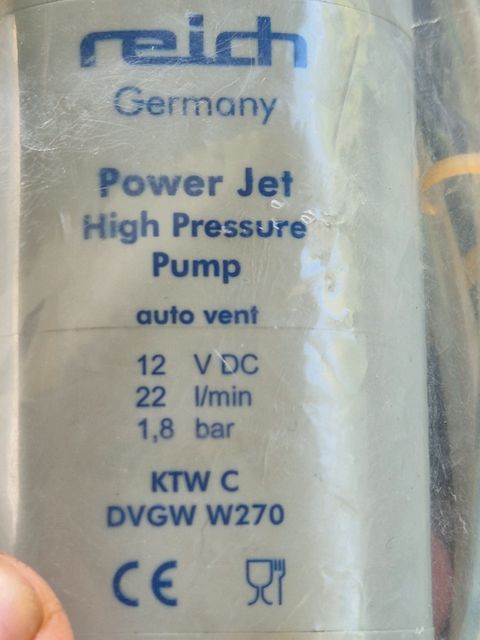 reich
Germany
Power Jet
High Pressure
Pump
auto vent
12 V DC
22 l/min
1,8 bar
KTW C
DVGW W270
CE